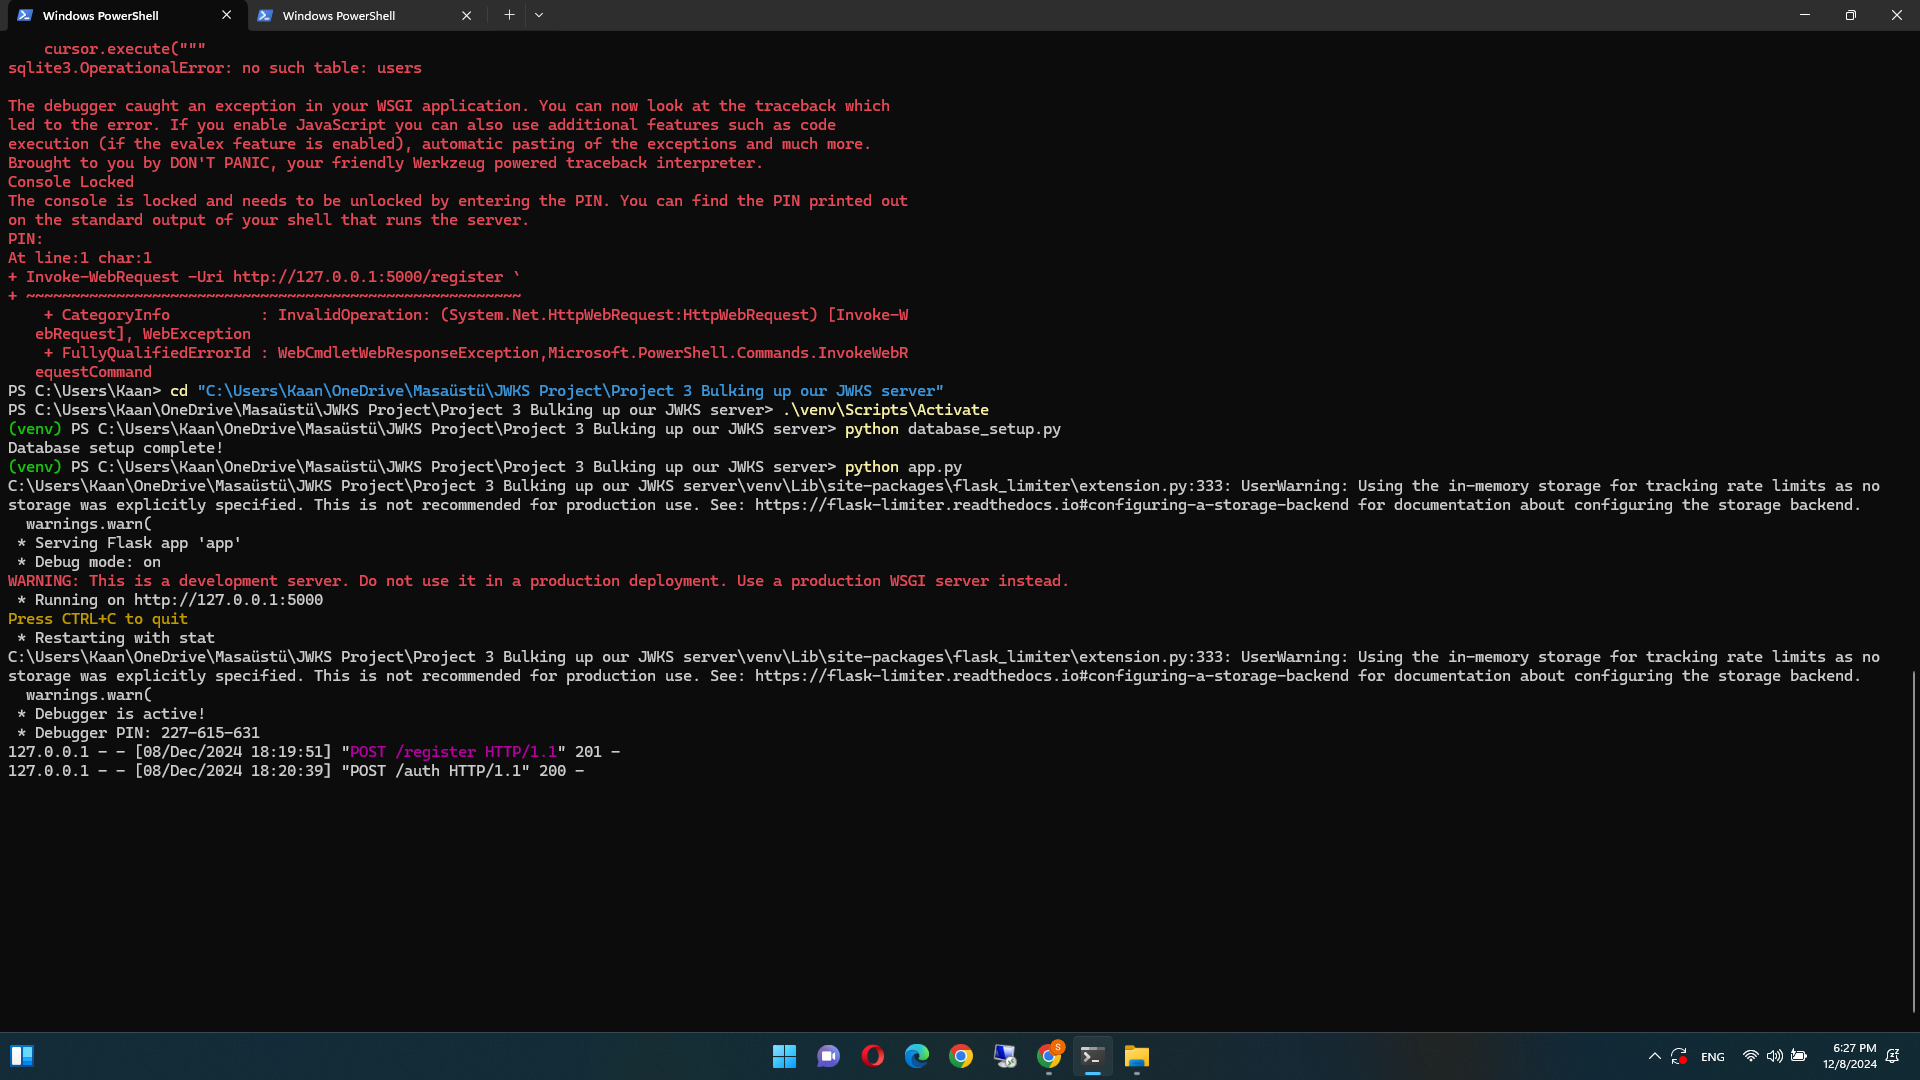 Windows PowerShell
Windows PowerShell
cursor.execute("""
sqlite3.OperationalError: no such table: users
The debugger caught an exception in your WSGI application. You can now look at the traceback which
led to the error. If you enable JavaScript you can also use additional features such as code
execution (if the evalex feature is enabled), automatic pasting of the exceptions and much more.
Brought to you by DON'T PANIC, your friendly Werkzeug powered traceback interpreter.
Console Locked
The console is locked and needs to be unlocked by entering the PIN. You can find the PIN printed out
on the standard output of your shell that runs the server.
PIN:
At line:1 char:1
+ Invoke-WebRequest -Uri http://127.0.0.1:5000/register `
+ ~~~~~~~~~~~~~~~~~~~~~~~~~~~~~~~~~~~~~~~~~~~~~~~~~~~~~~~
+ CategoryInfo          : InvalidOperation: (System.Net.HttpWebRequest:HttpWebRequest) [Invoke-W
ebRequest], WebException
+ FullyQualifiedErrorId : WebCmdletWebResponseException,Microsoft.PowerShell.Commands.InvokeWebR
equestCommand
PS C:\Users\Kaan> cd "C:\Users\Kaan\OneDrive\Masaüstü\JWKS Project\Project 3 Bulking up our JWKS server"
PS C:\Users\Kaan\OneDrive\Masaüstü\JWKS Project\Project 3 Bulking up our JWKS server> .\venv\Scripts\Activate
(venv) PS C:\Users\Kaan\OneDrive\Masaüstü\JWKS Project\Project 3 Bulking up our JWKS server> python database_setup.py
Database setup complete!
(venv) PS C:\Users\Kaan\OneDrive\Masaüstü\JWKS Project\Project 3 Bulking up our JWKS server> python app.py
C:\Users\Kaan\OneDrive\Masaüstü\JWKS Project\Project 3 Bulking up our JWKS server\venv\Lib\site-packages\flask_limiter\extension.py:333: UserWarning: Using the in-memory storage for tracking rate limits as no
storage was explicitly specified. This is not recommended for production use. See: https://flask-limiter.readthedocs.io#configuring-a-storage-backend for documentation about configuring the storage backend.
warnings.warn(
* Serving Flask app 'app'
* Debug mode: on
WARNING: This is a development server. Do not use it in a production deployment. Use a production WSGI server instead.
* Running on http://127.0.0.1:5000
Press CTRL+C to quit
* Restarting with stat
C:\Users\Kaan\OneDrive\Masaüstü\JWKS Project\Project 3 Bulking up our JWKS server\venv\Lib\site-packages\flask_limiter\extension.py:333: UserWarning: Using the in-memory storage for tracking rate limits as no
storage was explicitly specified. This is not recommended for production use. See: https://flask-limiter.readthedocs.io#configuring-a-storage-backend for documentation about configuring the storage backend.
warnings.warn(
* Debugger is active!
* Debugger PIN: 227-615-631
127.0.0.1 - - [08/Dec/2024 18:19:51] "POST /register HTTP/1.1" 201 -
127.0.0.1 - - [08/Dec/2024 18:20:39] "POST /auth HTTP/1.1" 200 -
S
ENG
6:27 PM
12/8/2024